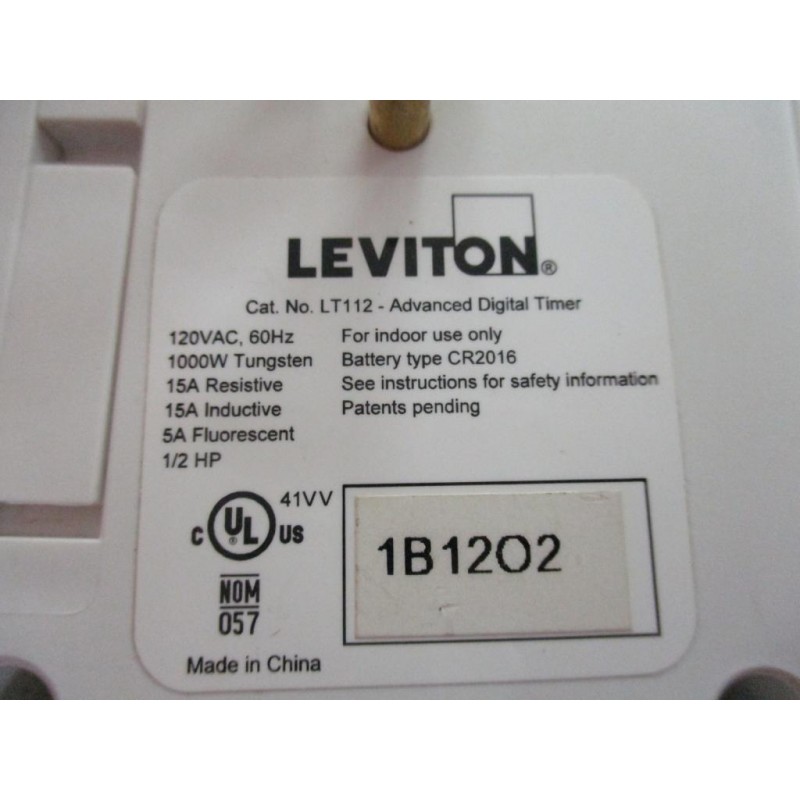 LEVITON®
Cat. No. LT112 - Advanced Digital Timer
120VAC, 60Hz
1000W Tungsten
15A Resistive
15A Inductive
5A Fluorescent
1/2 HP
For indoor use only
Battery type CR2016
See instructions for safety information
Patents pending
41VV
C UL® US
NOM
057
Made in China
1B12O2